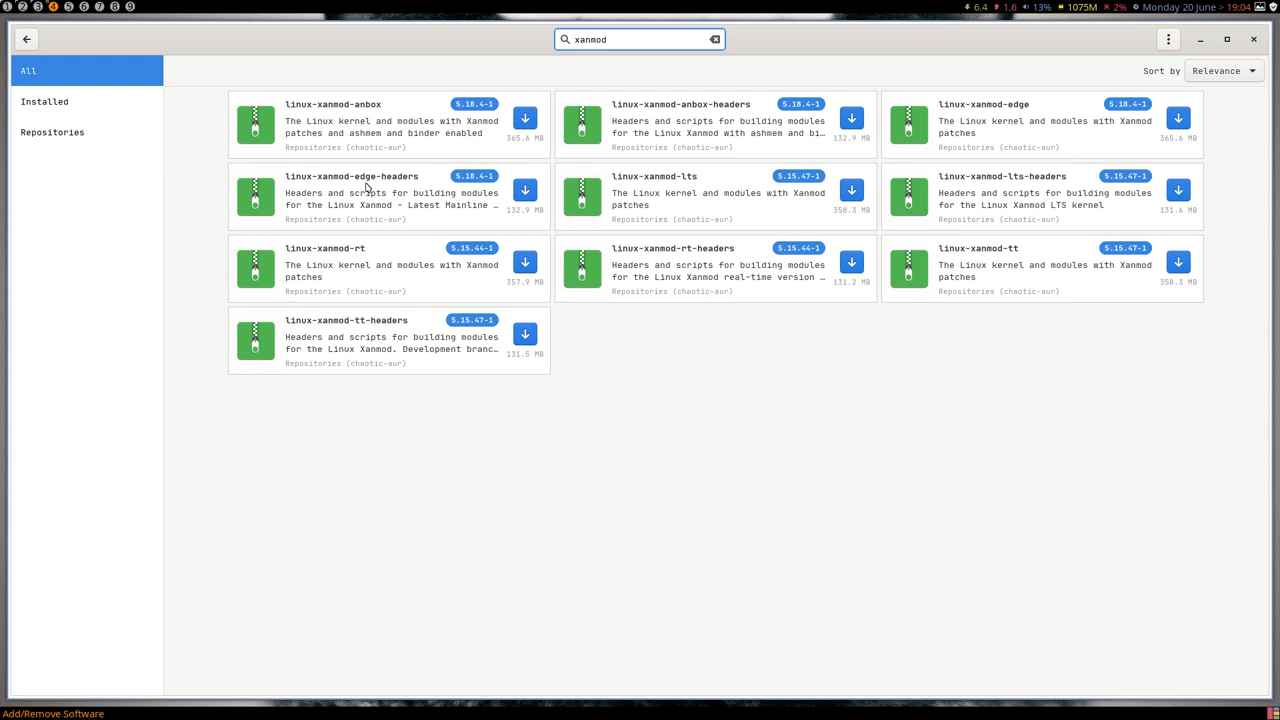 1 2 3 4 5 6 7 8 9
6.4 1.6 13% 1075M 2% Monday 20 June > 19:04
xanmod
All
Installed
Repositories
Sort by Relevance
linux-xanmod-anbox 5.18.4-1
The Linux kernel and modules with Xanmod
patches and ashmem and binder enabled
365.6 MB
Repositories (chaotic-aur)
linux-xanmod-anbox-headers 5.18.4-1
Headers and scripts for building modules
for the Linux Xanmod with ashmem and bi…
132.9 MB
Repositories (chaotic-aur)
linux-xanmod-edge 5.18.4-1
The Linux kernel and modules with Xanmod
patches
365.6 MB
Repositories (chaotic-aur)
linux-xanmod-edge-headers 5.18.4-1
Headers and scripts for building modules
for the Linux Xanmod - Latest Mainline …
132.9 MB
Repositories (chaotic-aur)
linux-xanmod-lts 5.15.47-1
The Linux kernel and modules with Xanmod
patches
358.3 MB
Repositories (chaotic-aur)
linux-xanmod-lts-headers 5.15.47-1
Headers and scripts for building modules
for the Linux Xanmod LTS kernel
131.6 MB
Repositories (chaotic-aur)
linux-xanmod-rt 5.15.44-1
The Linux kernel and modules with Xanmod
patches
357.9 MB
Repositories (chaotic-aur)
linux-xanmod-rt-headers 5.15.44-1
Headers and scripts for building modules
for the Linux Xanmod real-time version …
131.2 MB
Repositories (chaotic-aur)
linux-xanmod-tt 5.15.47-1
The Linux kernel and modules with Xanmod
patches
358.3 MB
Repositories (chaotic-aur)
linux-xanmod-tt-headers 5.15.47-1
Headers and scripts for building modules
for the Linux Xanmod. Development branc…
131.5 MB
Repositories (chaotic-aur)
Add/Remove Software